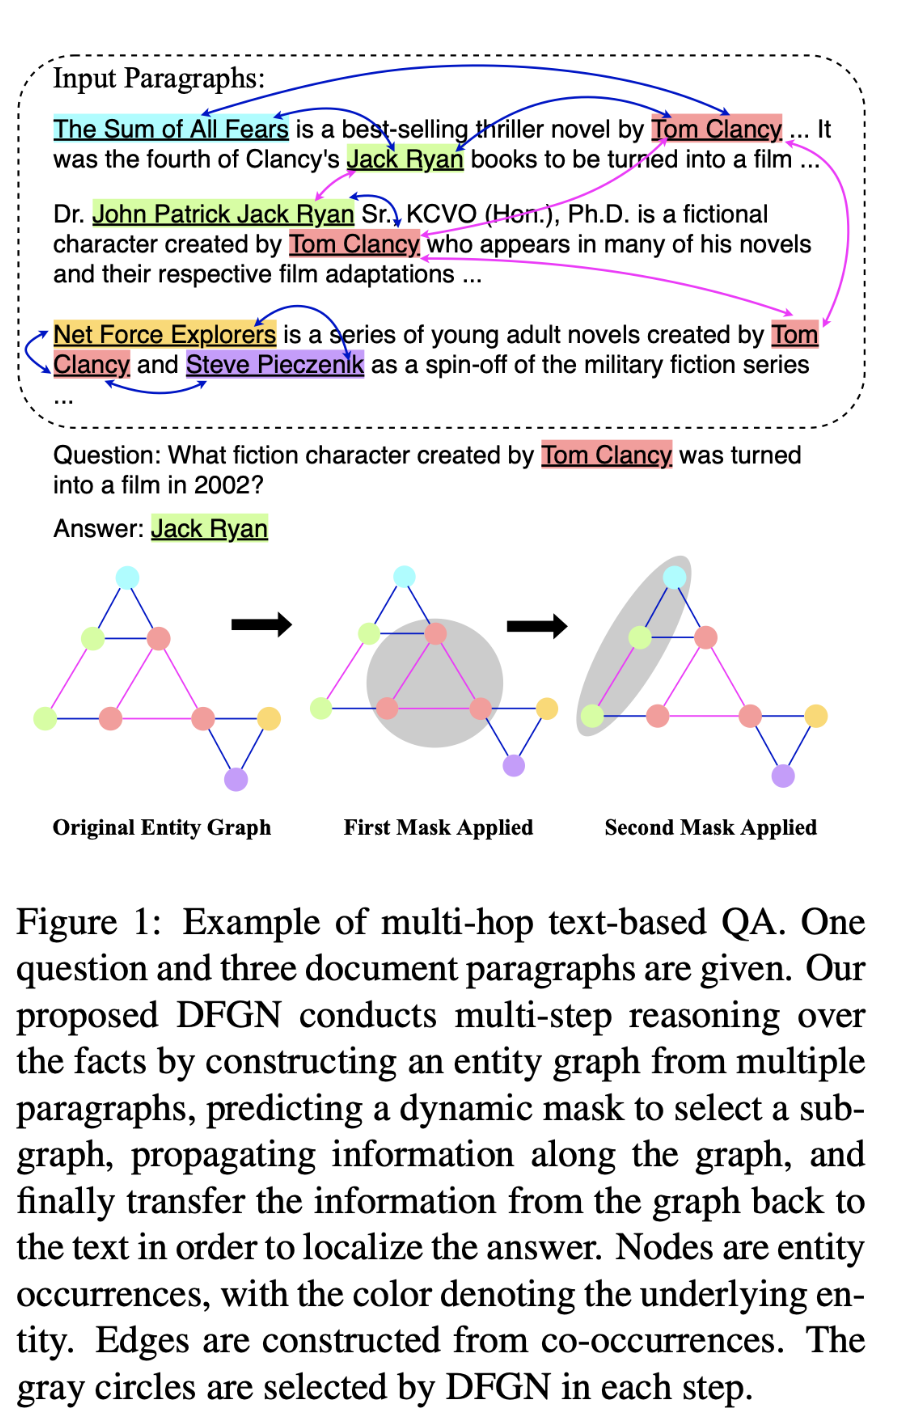 Input Paragraphs:
The Sum of All Fears is a best-selling thriller novel by Tom Clancy ... It
was the fourth of Clancy's Jack Ryan books to be turned into a film ...
Dr. John Patrick Jack Ryan Sr., KCVO (Hon.), Ph.D. is a fictional
character created by Tom Clancy who appears in many of his novels
and their respective film adaptations ...
Net Force Explorers is a series of young adult novels created by Tom
Clancy and Steve Pieczenik as a spin-off of the military fiction series
...
Question: What fiction character created by Tom Clancy was turned
into a film in 2002?
Answer: Jack Ryan
Original Entity Graph
First Mask Applied
Second Mask Applied
Figure 1: Example of multi-hop text-based QA. One
question and three document paragraphs are given. Our
proposed DFGN conducts multi-step reasoning over
the facts by constructing an entity graph from multiple
paragraphs, predicting a dynamic mask to select a sub-
graph, propagating information along the graph, and
finally transfer the information from the graph back to
the text in order to localize the answer. Nodes are entity
occurrences, with the color denoting the underlying en-
tity. Edges are constructed from co-occurrences. The
gray circles are selected by DFGN in each step.